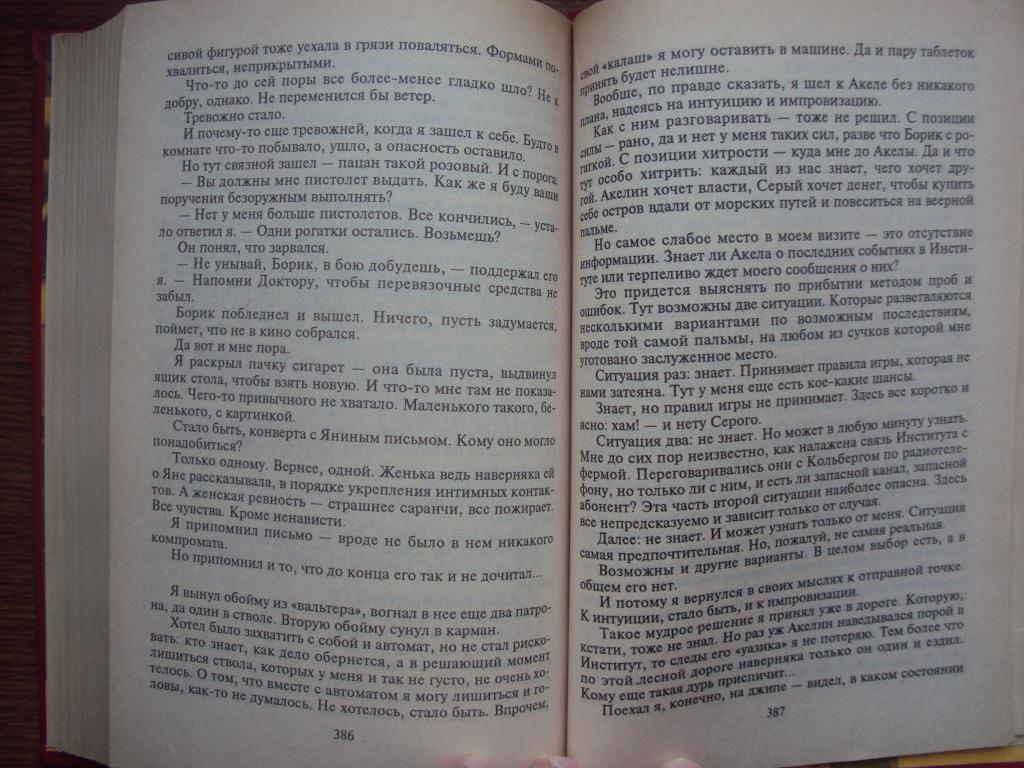 сивой фигурой тоже уехала в грязи поваляться. Формами по-
хвалиться, неприкрытыми.
Что-то до сей поры все более-менее гладко шло? Не к
добру, однако. Не переменился бы ветер.
Тревожно стало.
И почему-то еще тревожней, когда я зашел к себе. Будто в
комнате что-то побывало, ушло, а опасность оставило.
Но тут связной зашел — пацан такой розовый. И с порога:
— Вы должны мне пистолет выдать. Как же я буду ваши
поручения безоружным выполнять?
— Нет у меня больше пистолетов. Все кончились, — уста-
ло ответил я. — Одни рогатки остались. Возьмешь?
Он понял, что зарвался.
— Не унывай, Борик, в бою добудешь, — поддержал его
я. — Напомни Доктору, чтобы перевязочные средства не
забыл.
Борик побледнел и вышел. Ничего, пусть задумается,
поймет, что не в кино собрался.
Да вот и мне пора.
Я раскрыл пачку сигарет — она была пуста, выдвинул
ящик стола, чтобы взять новую. И что-то мне там не показа-
лось. Чего-то привычного не хватало. Маленького такого, бе-
ленького, с картинкой.
Стало быть, конверта с Яниным письмом. Кому оно могло
понадобиться?
Только одному. Вернее, одной. Женька ведь наверняка ей
о Яне рассказывала, в порядке укрепления интимных контак-
тов. А женская ревность — страшнее саранчи, все пожирает.
Все чувства. Кроме ненависти.
Я припомнил письмо — вроде не было в нем никакого
компромата.
Но припомнил и то, что до конца его так и не дочитал...
Я вынул обойму из «вальтера», вогнал в нее еще два патро-
на, да один в стволе. Вторую обойму сунул в карман.
Хотел было захватить с собой и автомат, но не стал риско-
вать: кто знает, как дело обернется, а в решающий момент
лишиться ствола, которых у меня и так не густо, не очень хо-
телось. О том, что вместе с автоматом я могу лишиться и го-
ловы, как-то не думалось. Не хотелось, стало быть. Впрочем,
386
свой «калаш» я могу оставить в машине. Да и пару таблеток
принять будет нелишне.
Вообще, по правде сказать, я шел к Акеле без никакого
плана, надеясь на интуицию и импровизацию.
Как с ним разговаривать — тоже не решил. С позиции
силы — рано, да и нет у меня таких сил, разве что Борик с ро-
гаткой. С позиции хитрости — куда мне до Акелы. Да и что
тут особо хитрить: каждый из нас знает, чего хочет дру-
гой. Акелин хочет власти, Серый хочет денег, чтобы купить
себе остров вдали от морских путей и повеситься на веерной
пальме.
Но самое слабое место в моем визите — это отсутствие
информации. Знает ли Акела о последних событиях в Инсти-
туте или терпеливо ждет моего сообщения о них?
Это придется выяснять по прибытии методом проб и
ошибок. Тут возможны две ситуации. Которые разветвляются
несколькими вариантами по возможным последствиям,
вроде той самой пальмы, на любом из сучков которой мне
уготовано заслуженное место.
Ситуация раз: знает. Принимает правила игры, которая не
нами затеяна. Тут у меня еще есть кое-какие шансы.
Знает, но правил игры не принимает. Здесь все коротко и
ясно: хам! — и нету Серого.
Ситуация два: не знает. Но может в любую минуту узнать.
Мне до сих пор неизвестно, как налажена связь Института с
фермой. Переговаривались они с Кольбергом по радиотеле-
фону, но только ли с ним, и есть ли запасной канал, запасной
абонент? Эта часть второй ситуации наиболее опасна. Здесь
все непредсказуемо и зависит только от случая.
Далее: не знает. И может узнать только от меня. Ситуация
самая предпочтительная. Но, пожалуй, не самая реальная.
Возможны и другие варианты. В целом выбор есть, а в
общем его нет.
И потому я вернулся в своих мыслях к отправной точке.
К интуиции, стало быть, и к импровизации.
Такое мудрое решение я принял уже в дороге. Которую,
кстати, тоже не знал. Но раз уж Акелин наведывался порой в
Институт, то следы его «уазика» я не потеряю. Тем более что
по этой лесной дороге наверняка только он один и ездил.
Кому еще такая дурь приспичит...
Поехал я, конечно, на джипе — видел, в каком состоянии
387